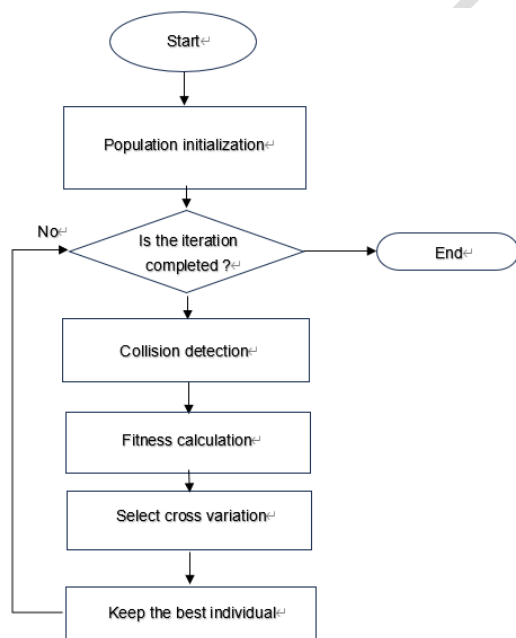 Start
Population initialization
No
Is the iteration
completed ?
End
Collision detection
Fitness calculation
Select cross variation
Keep the best individual